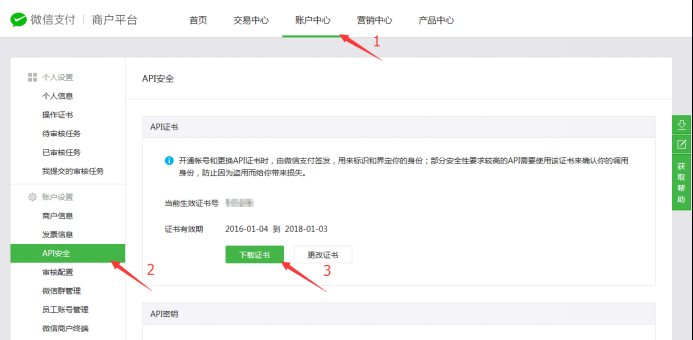 微信支付 商户平台 首页 交易中心 账户中心 营销中心 产品中心
1
个人设置
个人信息
操作证书
待审核任务
已审核任务
我提交的审核任务
账户设置
商户信息
发票信息
API安全
2
审核配置
微信群管理
员工账号管理
微信商户终端
API安全
API证书
开通帐号和更换API证书时，由微信支付签发，用来标识和界定你的身份；部分安全性要求较高的API需要使用该证书来确认你的调用
身份，防止因为盗用而给你带来损失。
当前生效证书号
证书有效期 2016-01-04 到 2018-01-03
下载证书 更改证书
3
API密钥
获取帮助